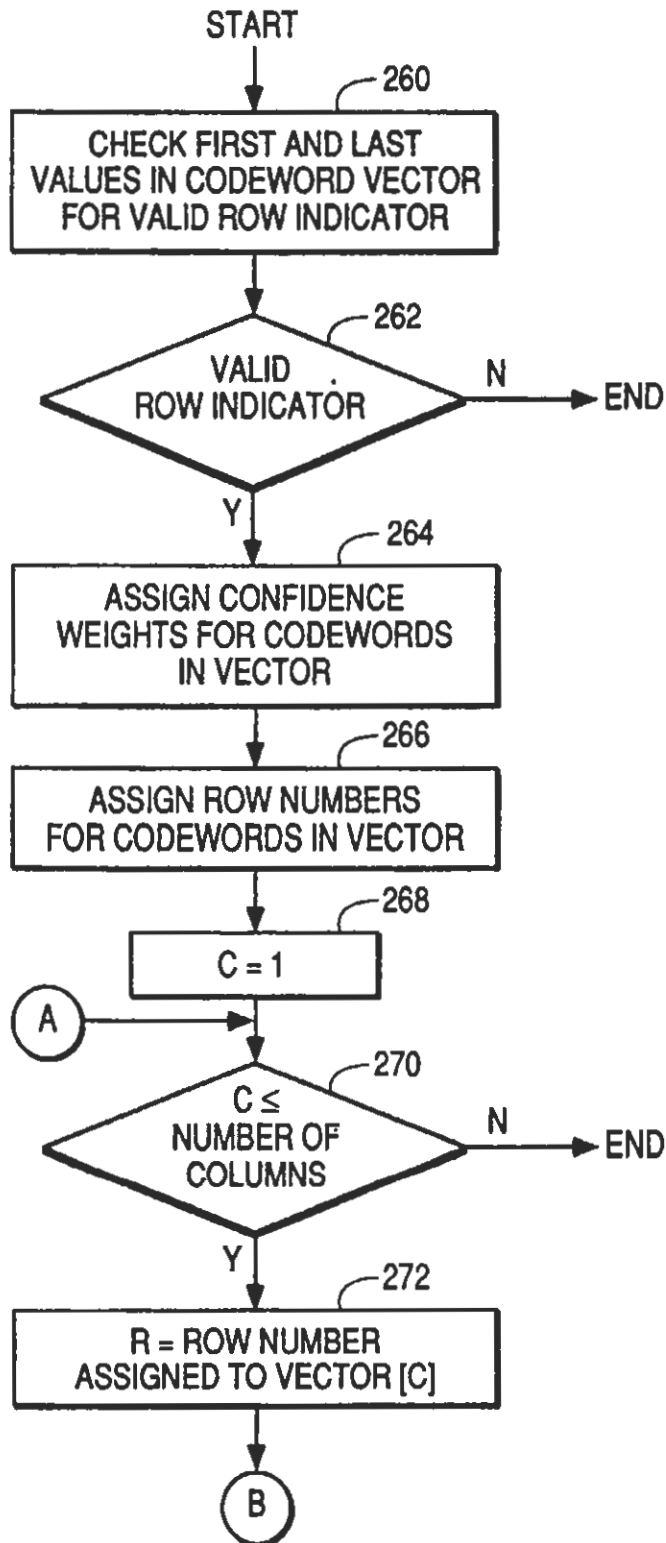 START
260
CHECK FIRST AND LAST
VALUES IN CODEWORD VECTOR
FOR VALID ROW INDICATOR
262
VALID
ROW INDICATOR
N
END
Y
264
ASSIGN CONFIDENCE
WEIGHTS FOR CODEWORDS
IN VECTOR
266
ASSIGN ROW NUMBERS
FOR CODEWORDS IN VECTOR
268
C = 1
A
270
C ≤
NUMBER OF
COLUMNS
N
END
Y
272
R = ROW NUMBER
ASSIGNED TO VECTOR [C]
B